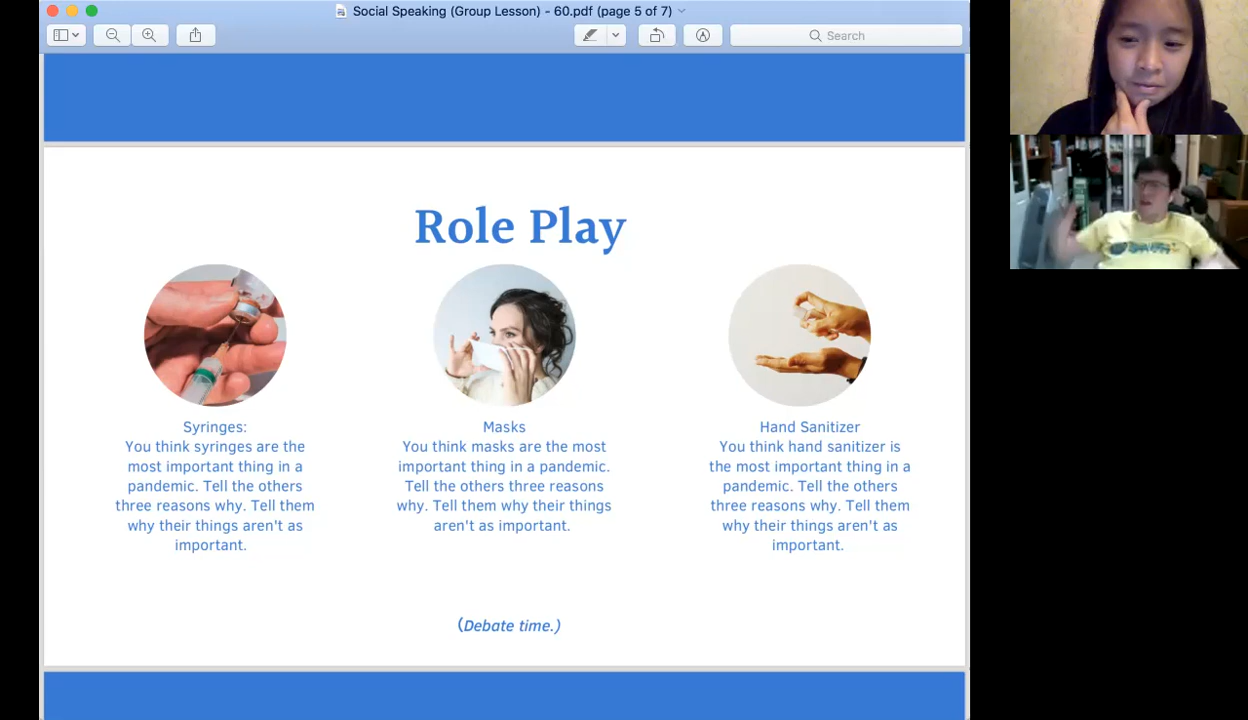 Social Speaking (Group Lesson) - 60.pdf (page 5 of 7)
Search
Role Play
Syringes:
You think syringes are the
most important thing in a
pandemic. Tell the others
three reasons why. Tell them
why their things aren't as
important.
Masks
You think masks are the most
important thing in a pandemic.
Tell the others three reasons
why. Tell them why their things
aren't as important.
Hand Sanitizer
You think hand sanitizer is
the most important thing in a
pandemic. Tell the others
three reasons why. Tell them
why their things aren't as
important.
(Debate time.)